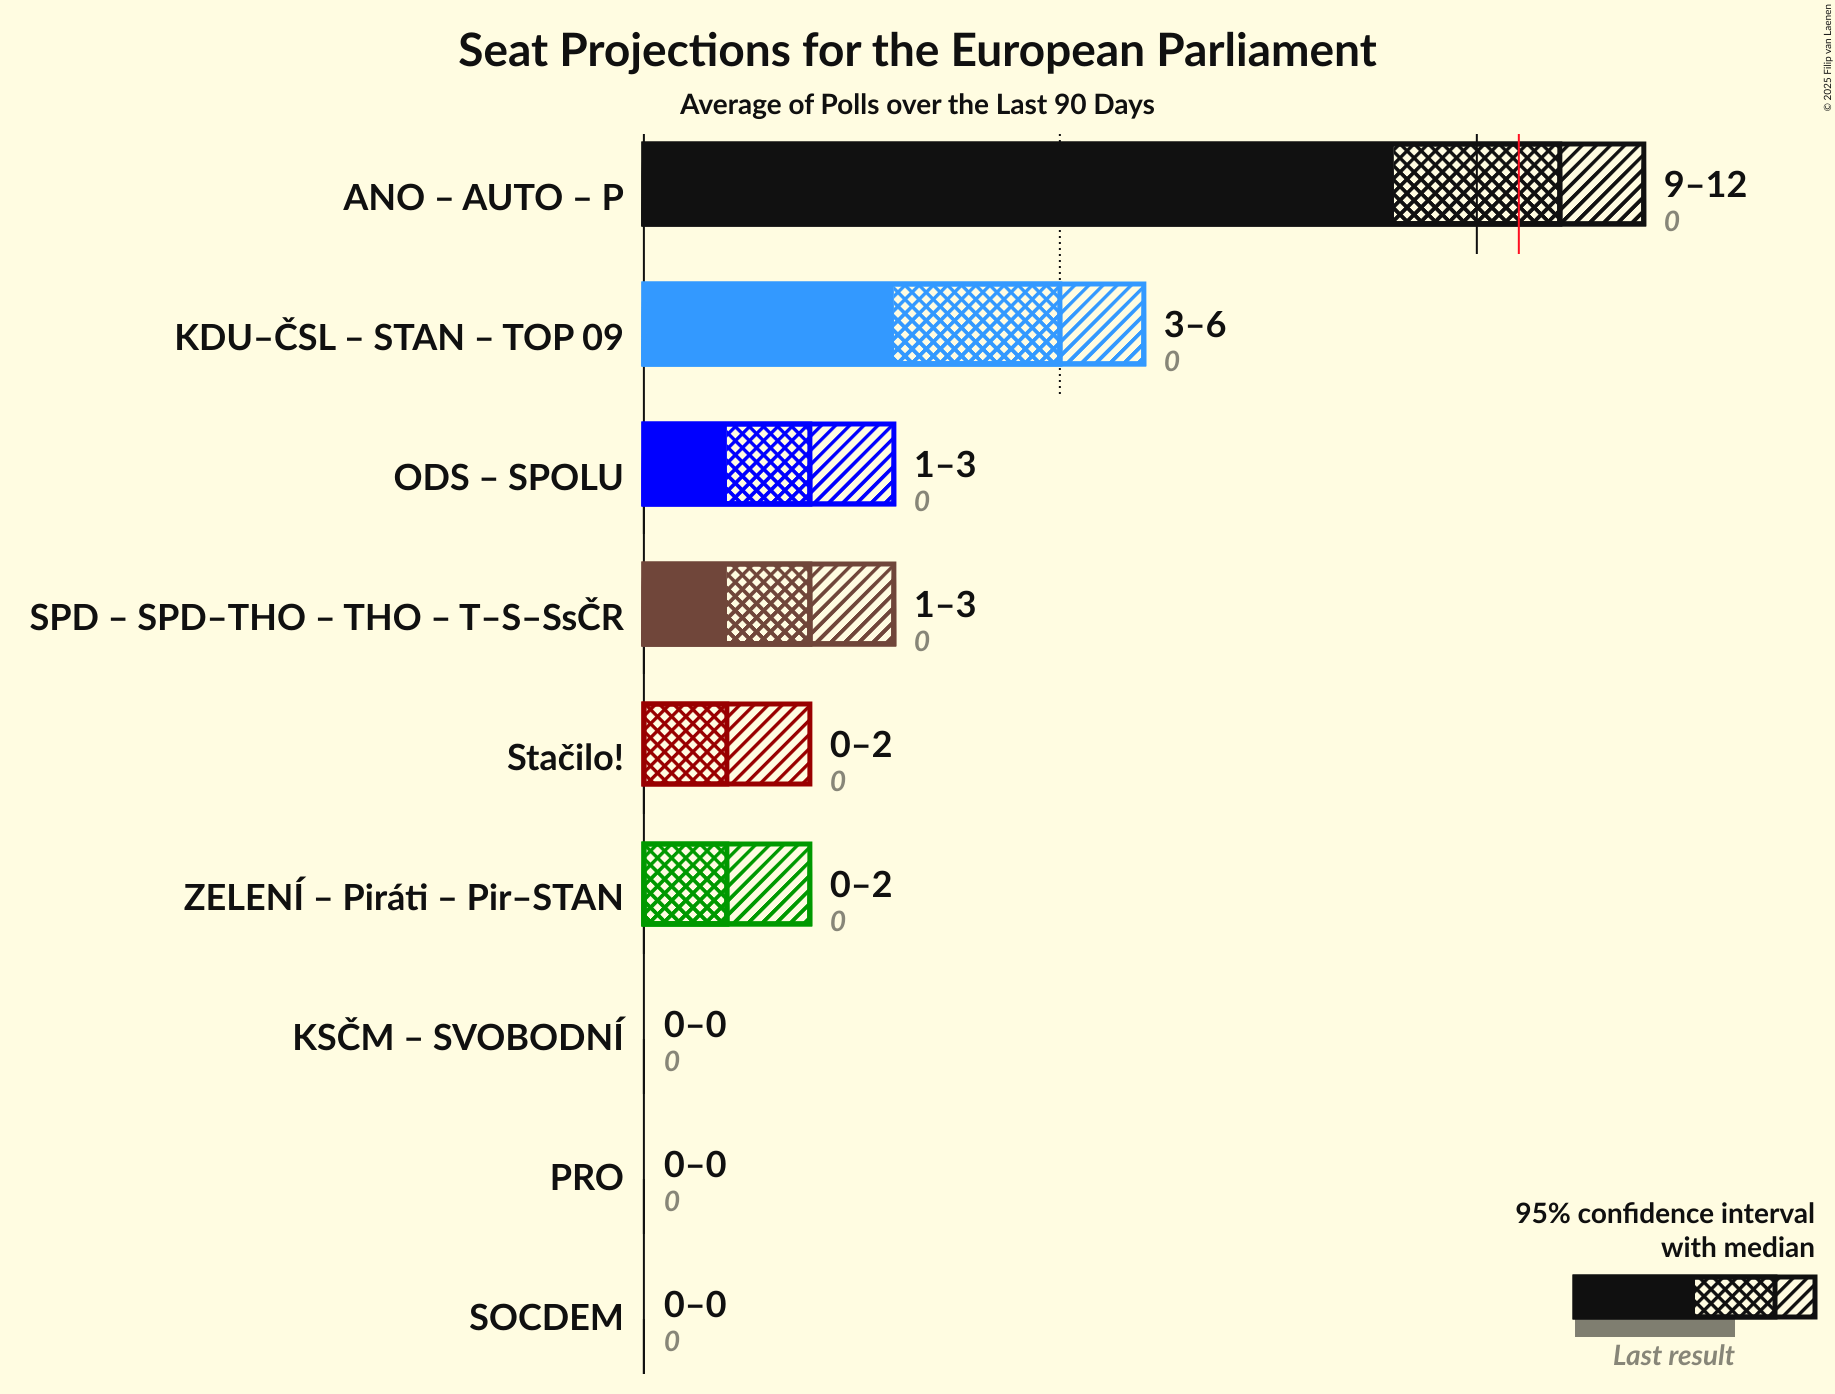 Seat Projections for the European Parliament
Average of Polls over the Last 90 Days
© 2025 Filip van Laenen
ANO – AUTO – P
9–12
0
KDU–ČSL – STAN – TOP 09
3–6
0
ODS – SPOLU
1–3
0
SPD – SPD–THO – THO – T–S–SsČR
1–3
0
Stačilo!
0–2
0
ZELENÍ – Piráti – Pir–STAN
0–2
0
KSČM – SVOBODNÍ
0–0
0
PRO
0–0
0
SOCDEM
0–0
0
95% confidence interval
with median
Last result